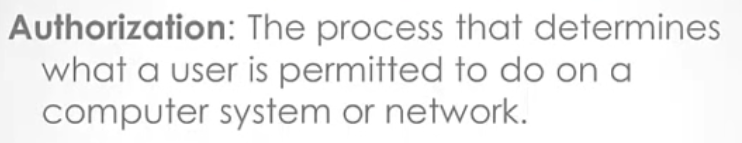 Authorization: The process that determines
what a user is permitted to do on a
computer system or network.